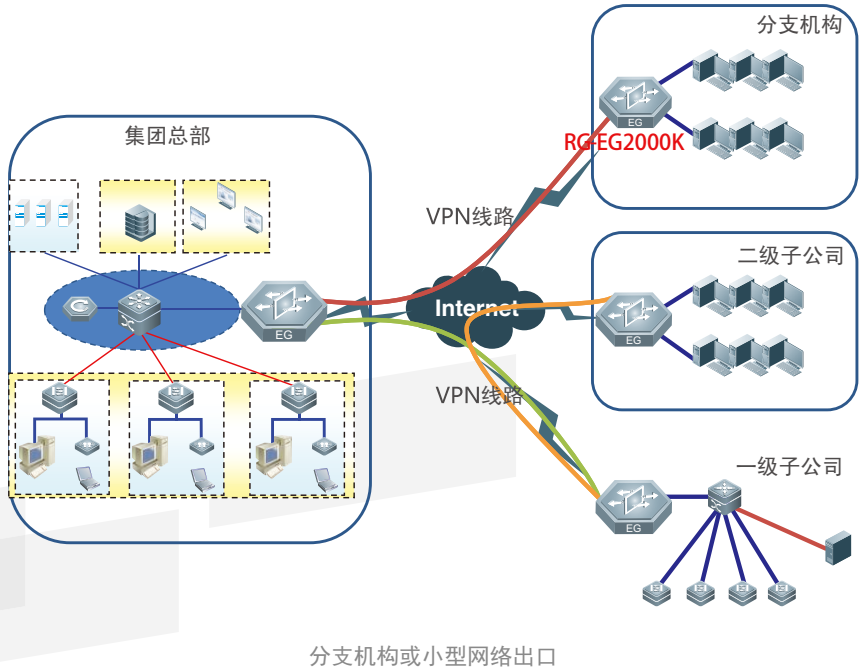 分支机构
EG
RG-EG2000K
集团总部
VPN线路
二级子公司
Internet
EG
EG
VPN线路
一级子公司
EG
分支机构或小型网络出口